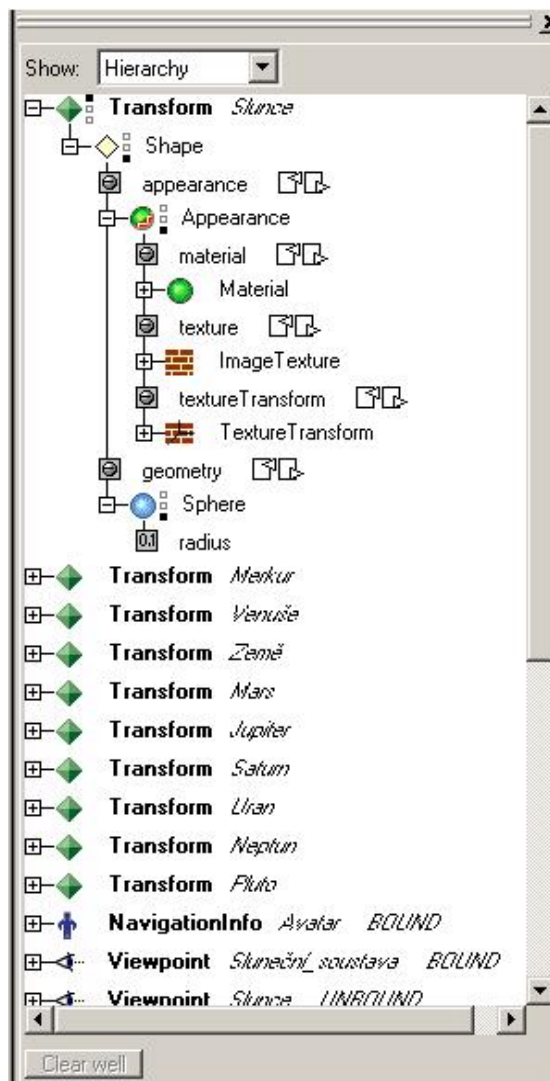 Show: Hierarchy
Transform Slunce
Shape
appearance
Appearance
material
Material
texture
ImageTexture
textureTransform
TextureTransform
geometry
Sphere
0.1 radius
Transform Merkur
Transform Venuše
Transform Země
Transform Mars
Transform Jupiter
Transform Saturn
Transform Uran
Transform Neptun
Transform Pluto
NavigationInfo Avatar BOUND
Viewpoint Sluneční_soustava BOUND
Viewpoint Slunce UNBOUND
Clear well